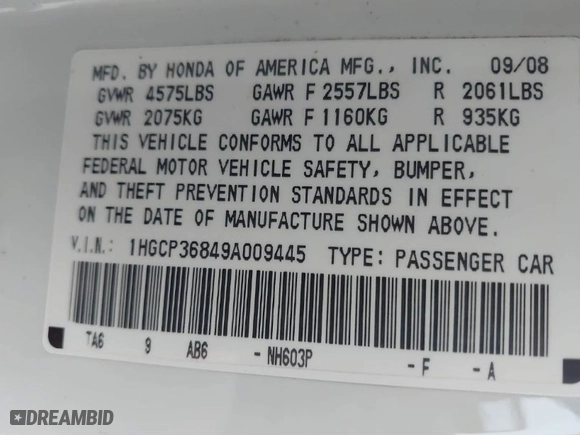 MFD. BY HONDA OF AMERICA MFG., INC. 09/08
GVWR 4575LBS GAWR F 2557LBS R 2061LBS
GVWR 2075KG GAWR F 1160KG R 935KG
THIS VEHICLE CONFORMS TO ALL APPLICABLE
FEDERAL MOTOR VEHICLE SAFETY, BUMPER,
AND THEFT PREVENTION STANDARDS IN EFFECT
ON THE DATE OF MANUFACTURE SHOWN ABOVE.
V.I.N.: 1HGCP36849A009445 TYPE: PASSENGER CAR
TA6 9 AB6 - NH603P - F - A
DREAMBID